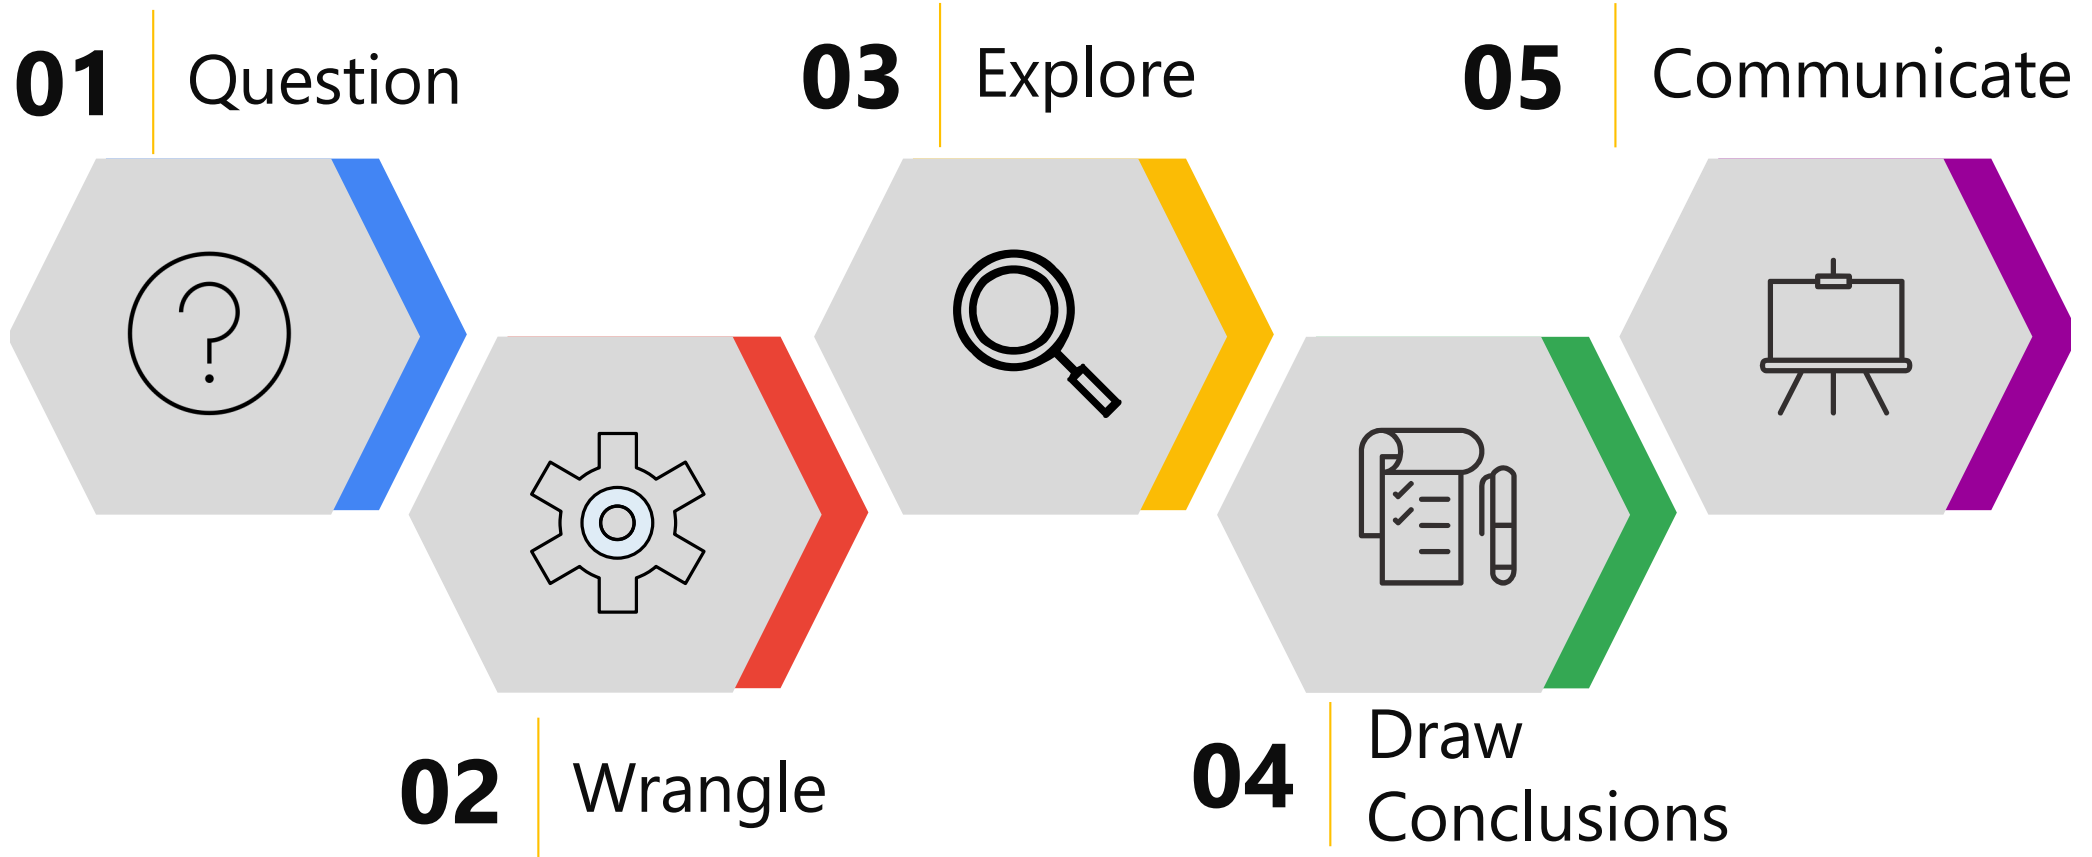 01 Question
02 Wrangle
03 Explore
04 Draw
Conclusions
05 Communicate